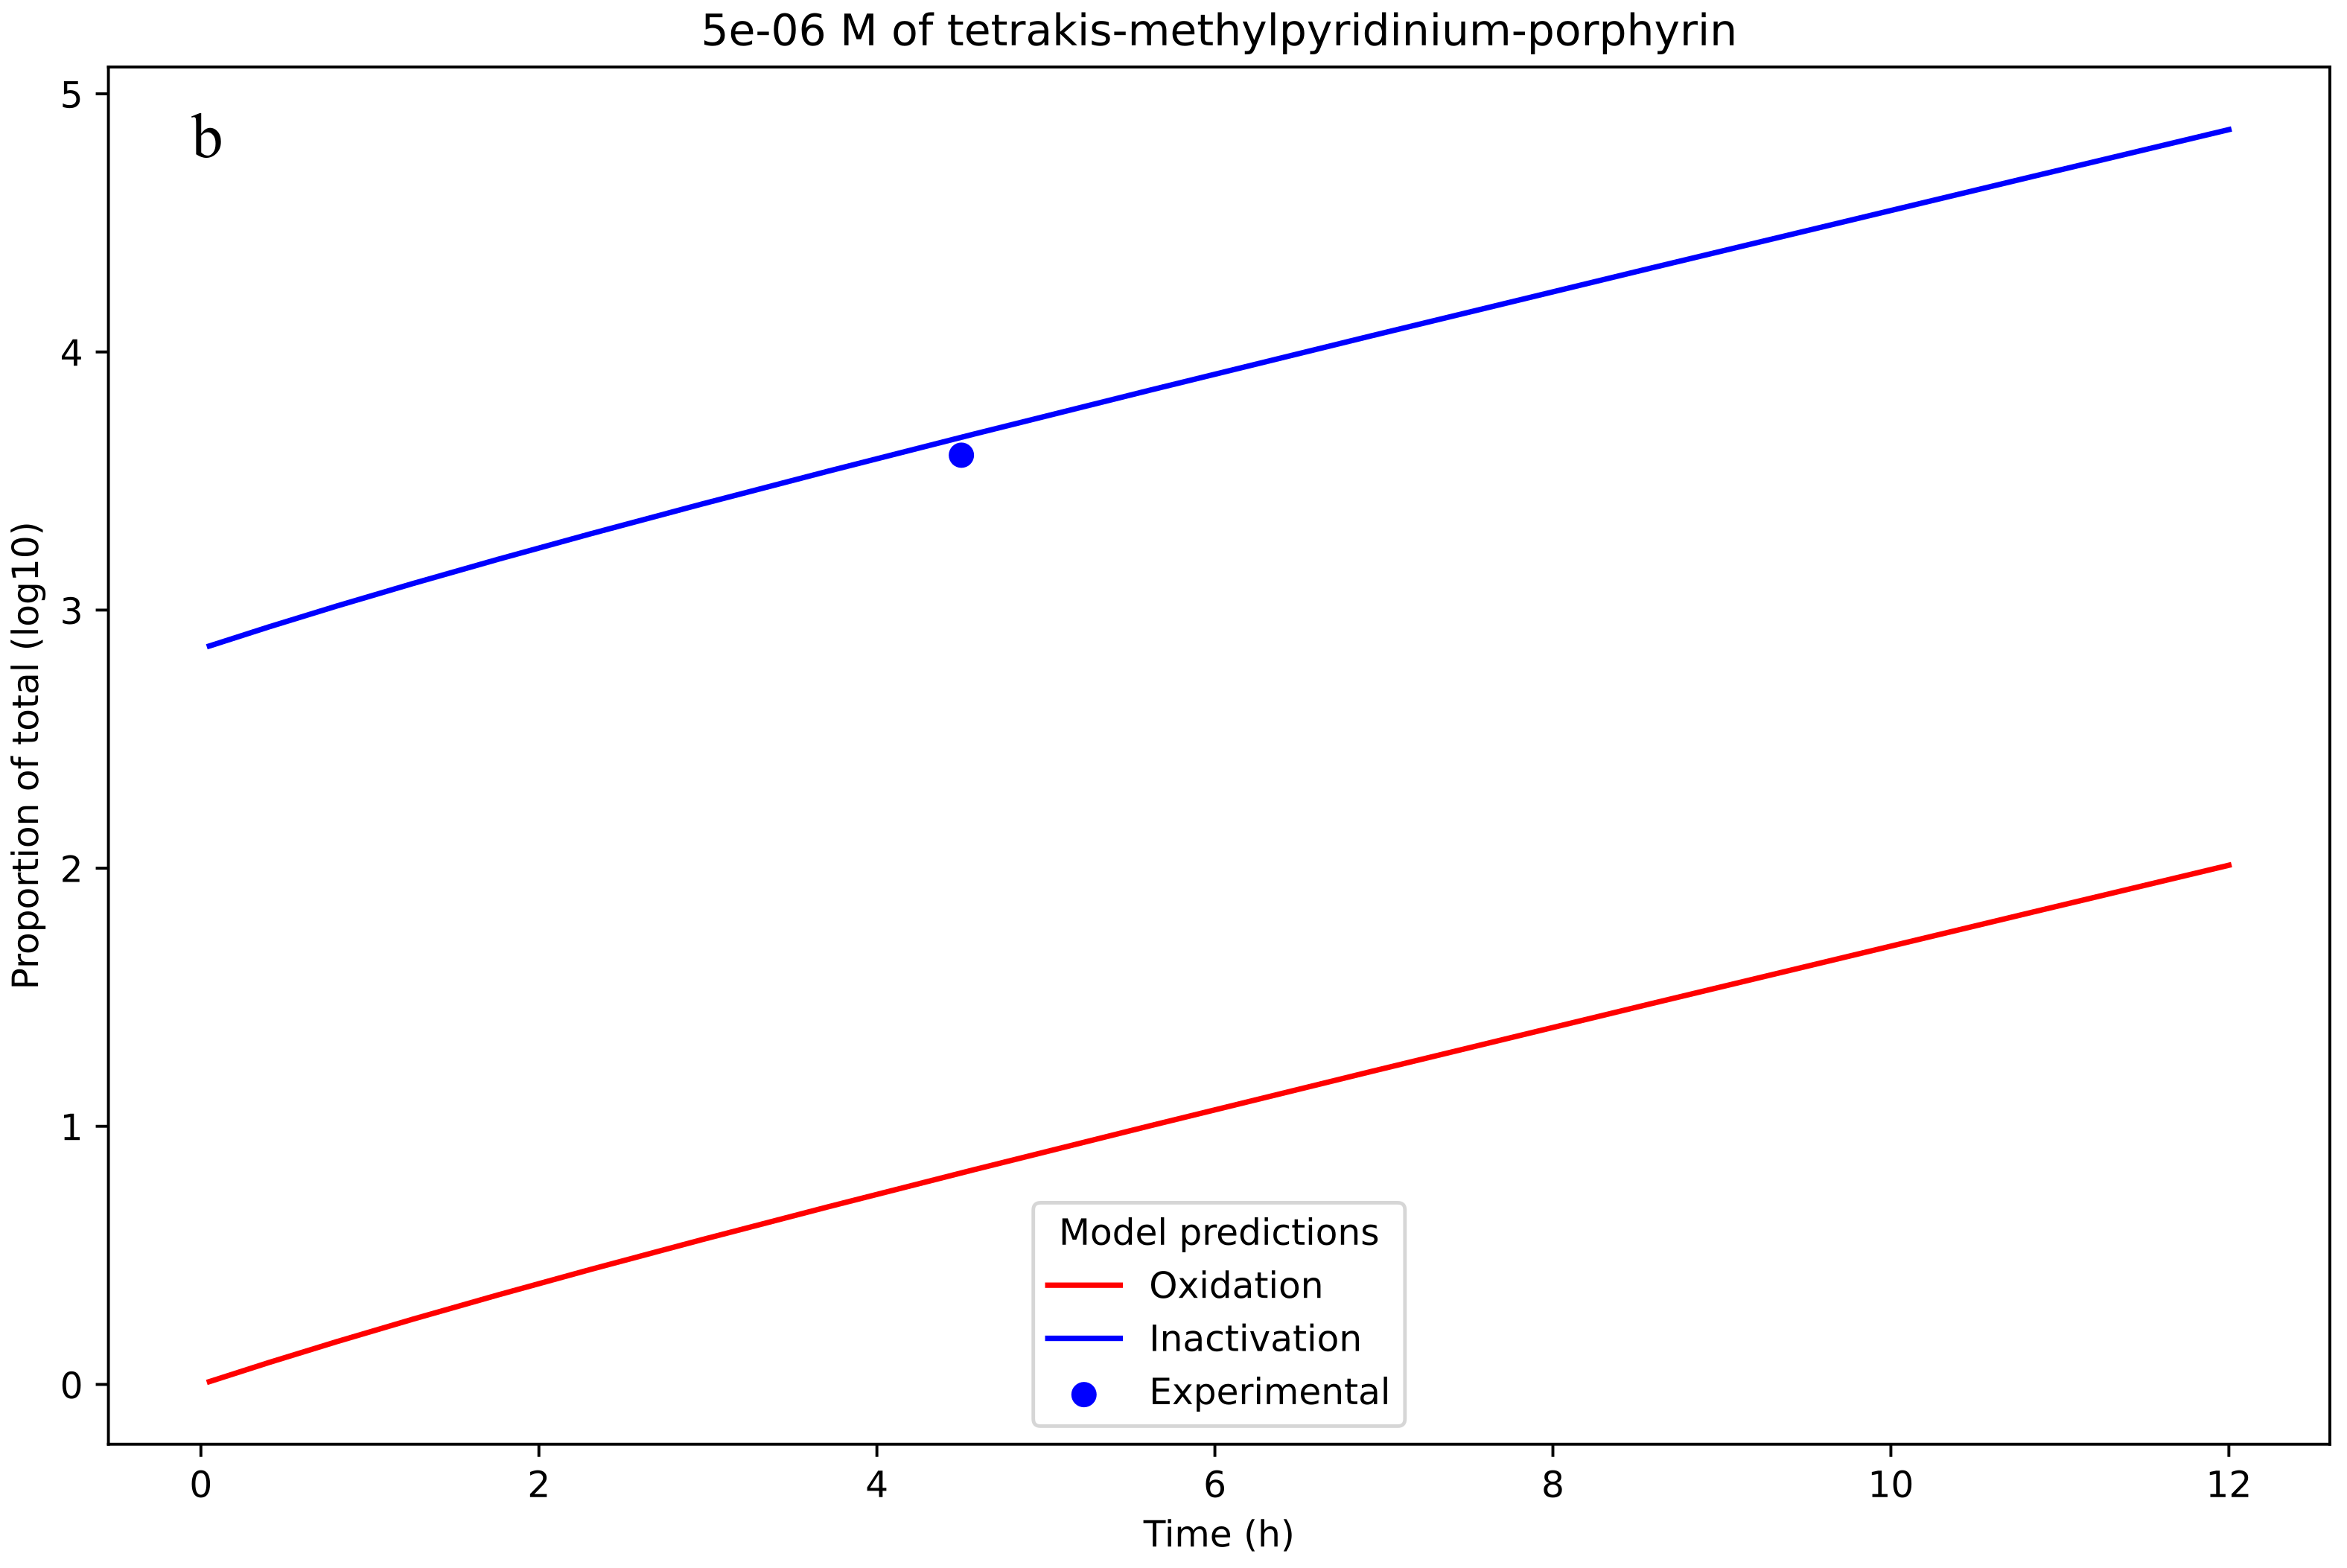 5e-06 M of tetrakis-methylpyridinium-porphyrin
b
Proportion of total (log10)
5
4
3
2
1
0
Model predictions
Oxidation
Inactivation
Experimental
0 2 4 6 8 10 12
Time (h)